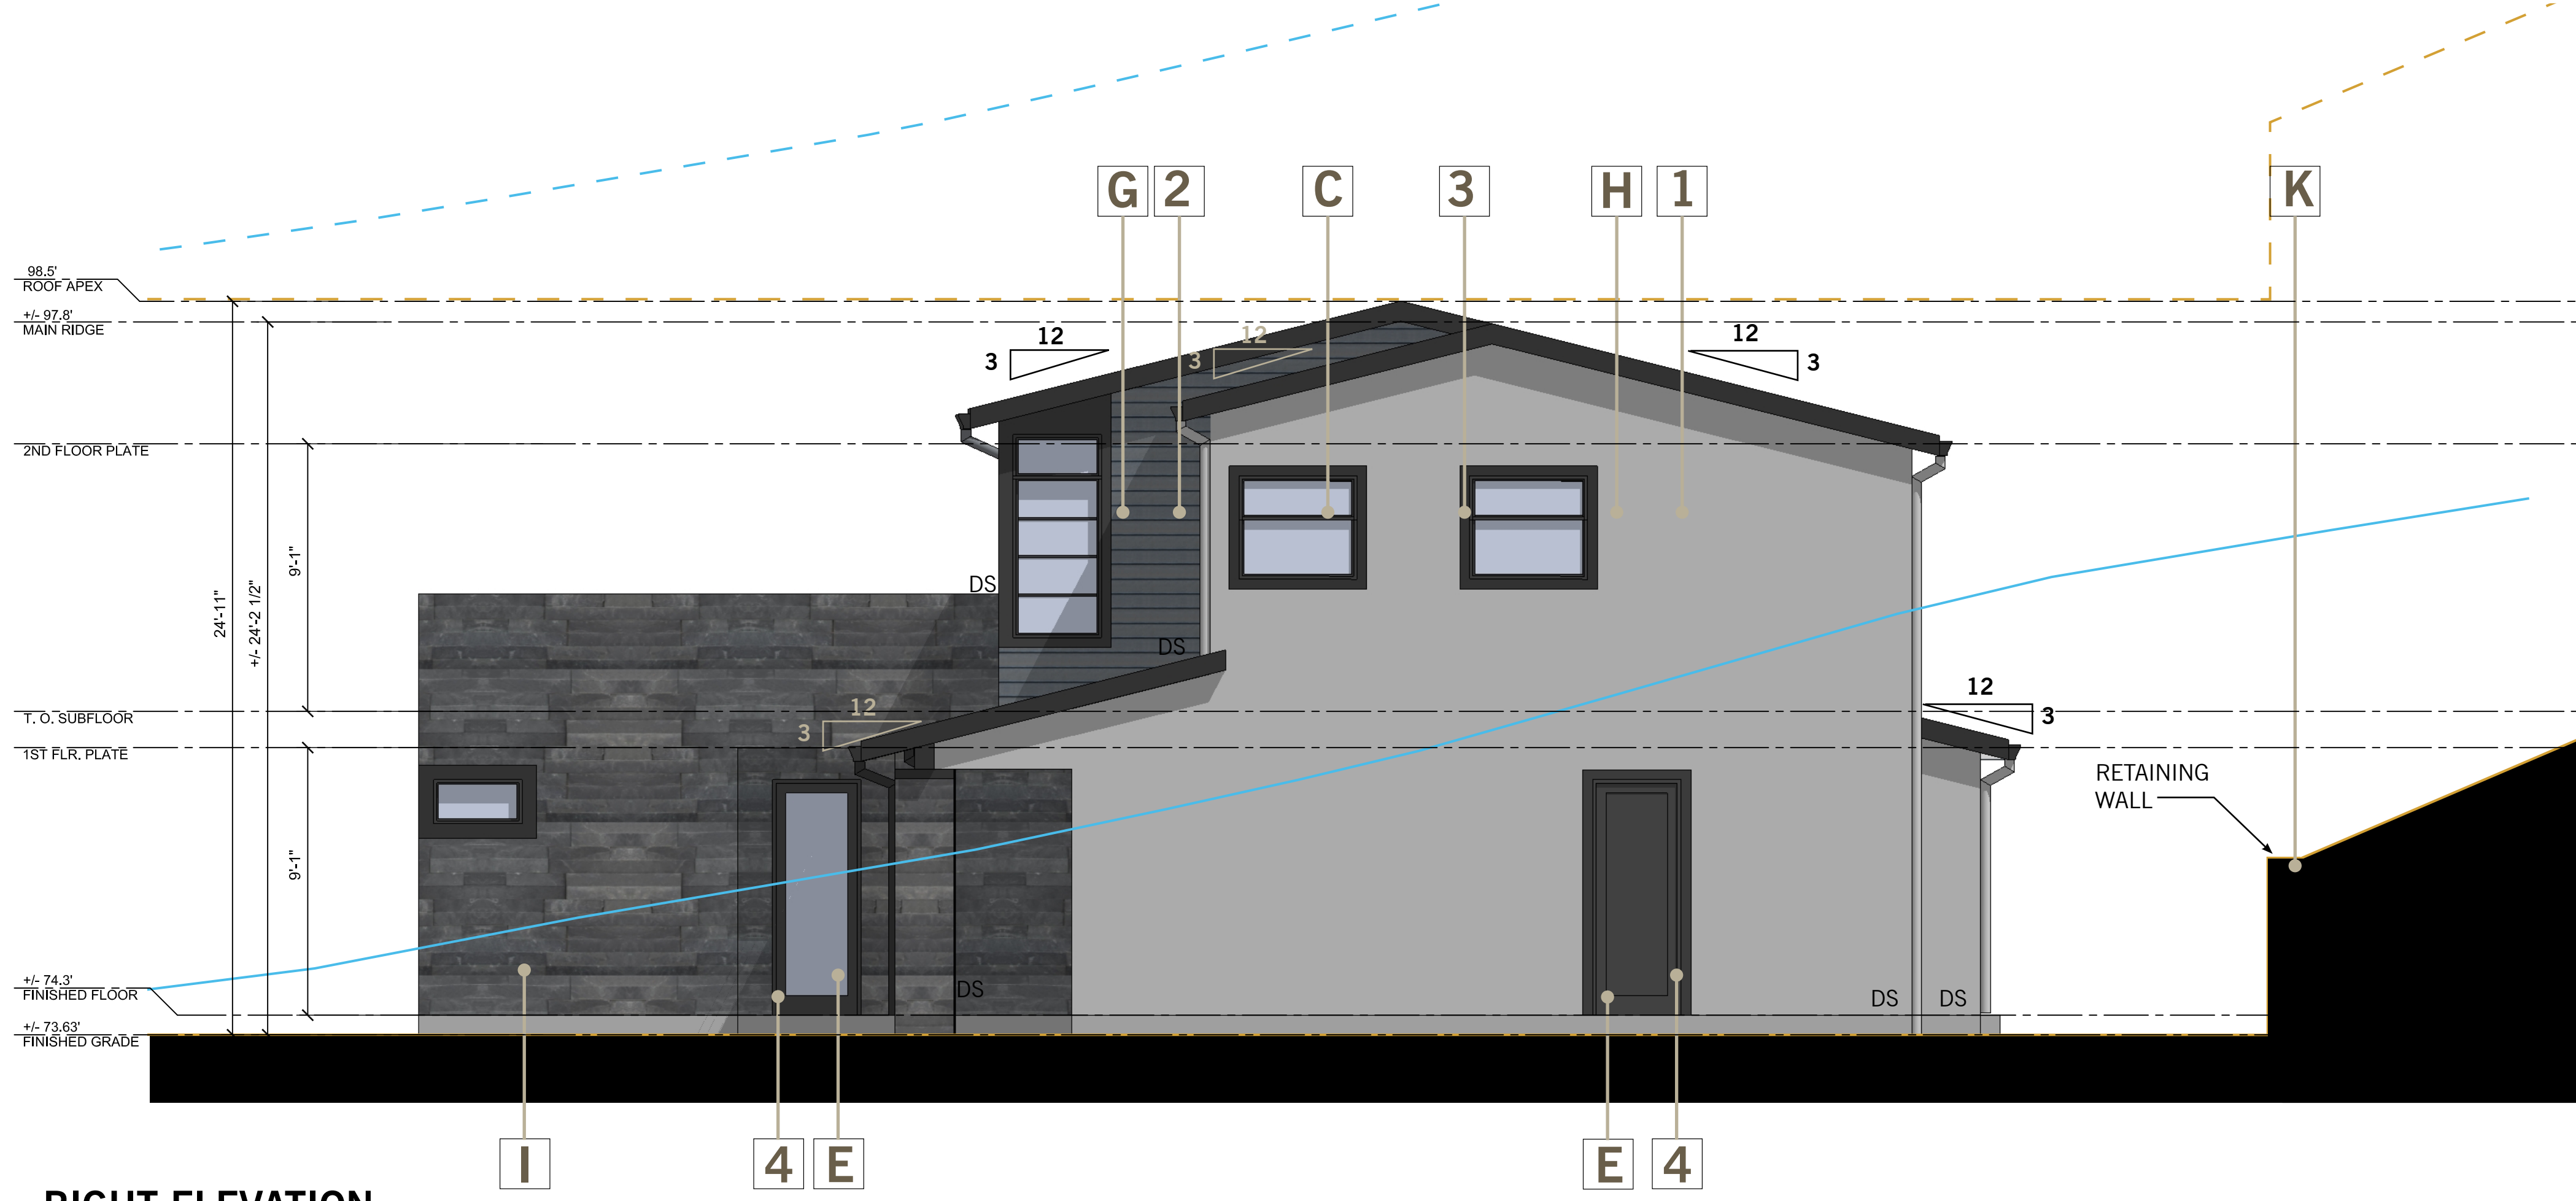 G 2 C 3 H 1 K
98.5'
ROOF APEX
+/- 97.8'
MAIN RIDGE
12
3
12
3
12
3
2ND FLOOR PLATE
9'-1"
24'-11"
+/- 24'-2 1/2"
DS
DS
T. O. SUBFLOOR
12
3
12
3
1ST FLR. PLATE
RETAINING
WALL
9'-1"
+/- 74.3'
FINISHED FLOOR
DS
DS
DS
+/- 73.63'
FINISHED GRADE
I 4 E E 4
RIGHT ELEVATION